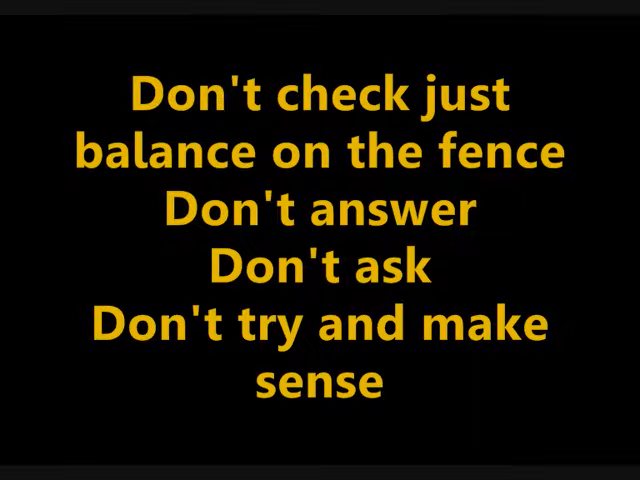 Don't check just
balance on the fence
Don't answer
Don't ask
Don't try and make
sense